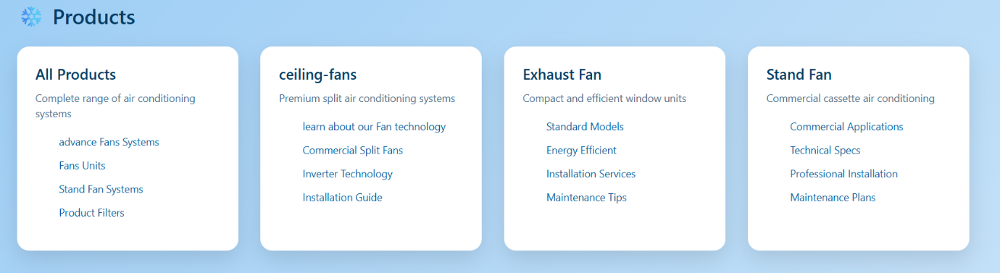 Products
All Products
Complete range of air conditioning
systems
advance Fans Systems
Fans Units
Stand Fan Systems
Product Filters
ceiling-fans
Premium split air conditioning systems
learn about our Fan technology
Commercial Split Fans
Inverter Technology
Installation Guide
Exhaust Fan
Compact and efficient window units
Standard Models
Energy Efficient
Installation Services
Maintenance Tips
Stand Fan
Commercial cassette air conditioning
Commercial Applications
Technical Specs
Professional Installation
Maintenance Plans